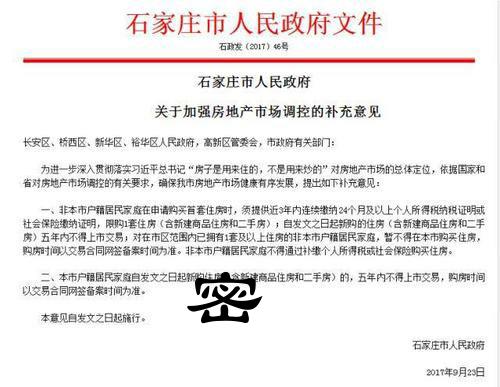 石家庄市人民政府文件
石政发（2017）46号
石家庄市人民政府
关于加强房地产市场调控的补充意见
长安区、桥西区、新华区、裕华区人民政府，高新区管委会，市政府有关部门：
为进一步深入贯彻落实习近平总书记“房子是用来住的，不是用来炒的”对房地产市场的总体定位，依据国家和
省对房地产市场调控的有关要求，确保我市房地产市场健康有序发展，提出如下补充意见：
一、非本市户籍居民家庭在申请购买首套住房时，须提供近3年内连续缴纳24个月及以上个人所得税纳税证明或
社会保险缴纳证明，限购1套住房（含新建商品住房和二手房）；自发文之日起新购的住房（含新建商品住房和二手
房）五年内不得上市交易；对在市区范围内已拥有1套及以上住房的非本市户籍居民家庭，暂不得在本市购买住房，
购房时间以交易合同网签备案时间为准。非本市户籍居民家庭不得通过补缴个人所得税或社会保险购买住房。
二、本市户籍居民家庭自发文之日起新购住房（含新建商品住房和二手房）的，五年内不得上市交易，购房时间
以交易合同网签备案时间为准。
密
本意见自发文之日起施行。
石家庄市人民政府
2017年9月23日